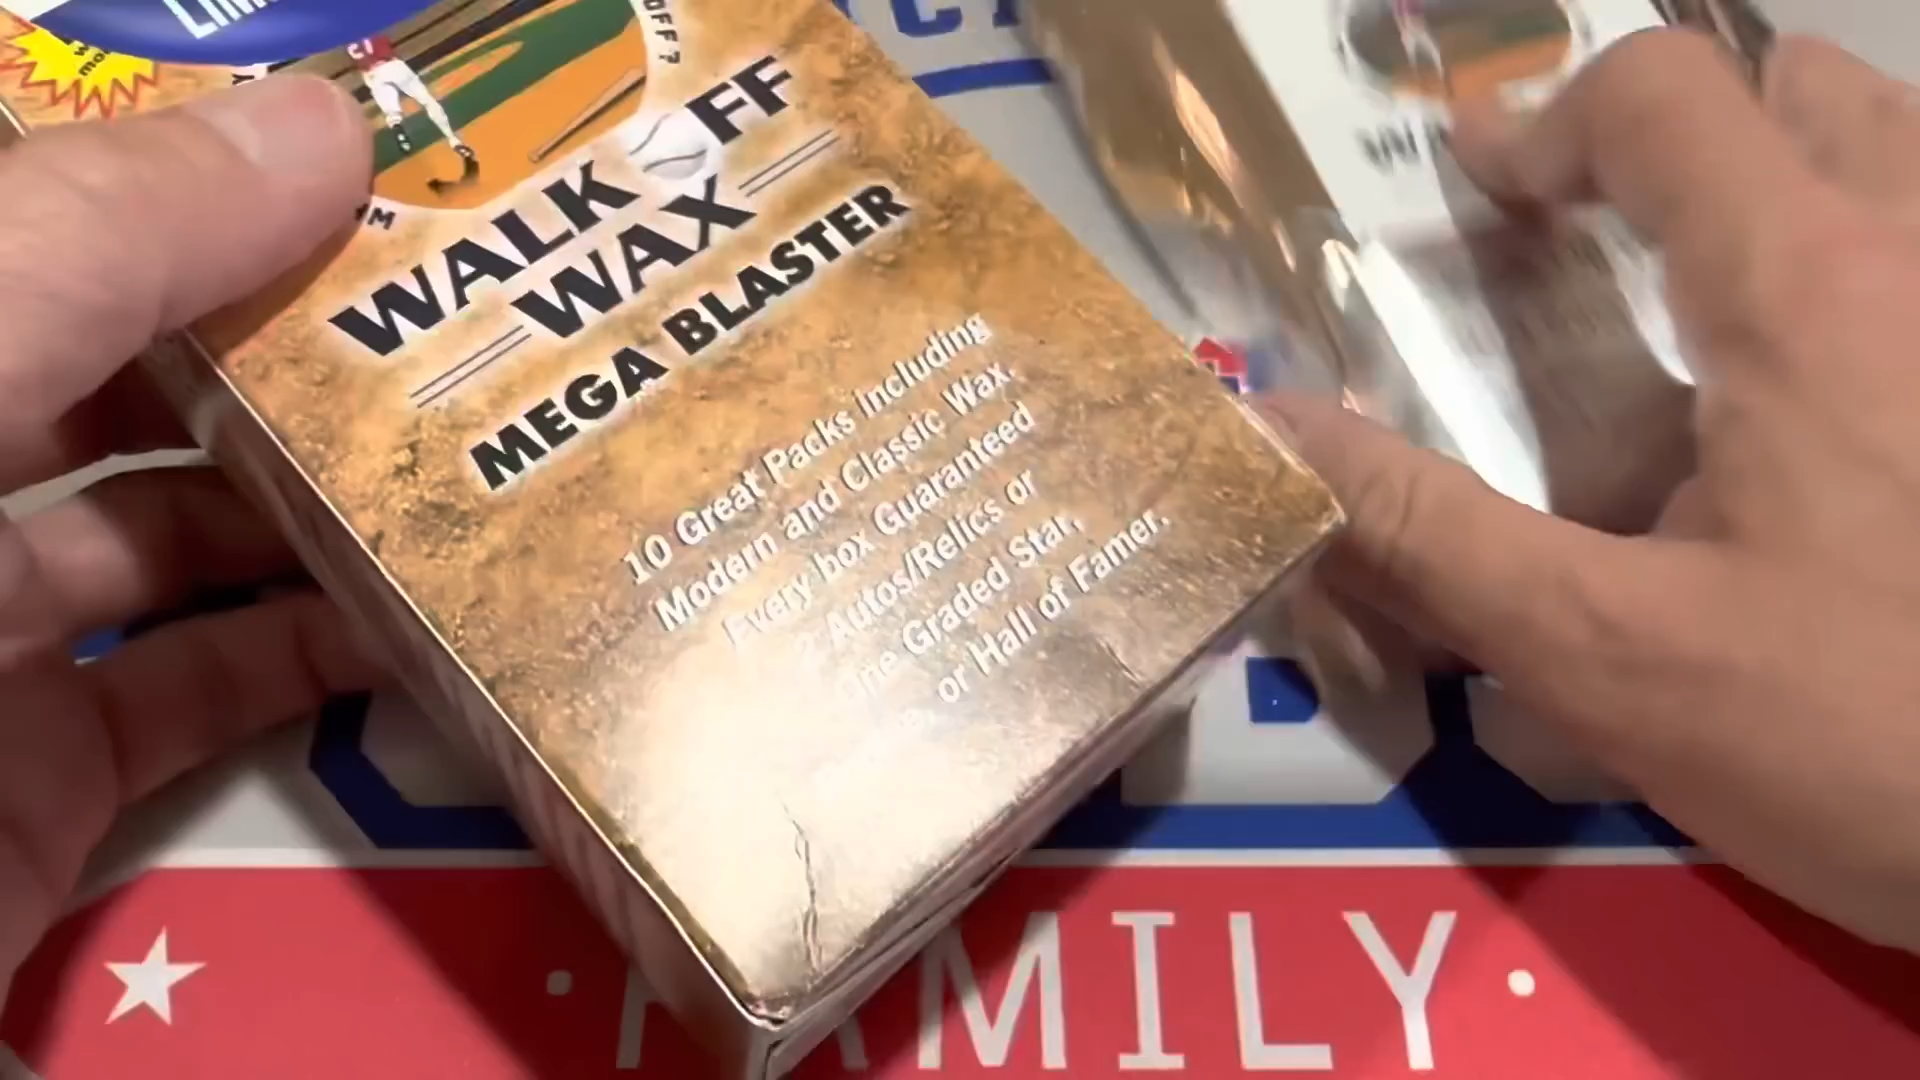 OFF?
WALK OFF
WAX
MEGA BLASTER
10 Great Packs including
Modern and Classic Wax.
Every box Guaranteed
2 Autos/Relics or
One Graded Star,
or Hall of Famer.
FAMILY